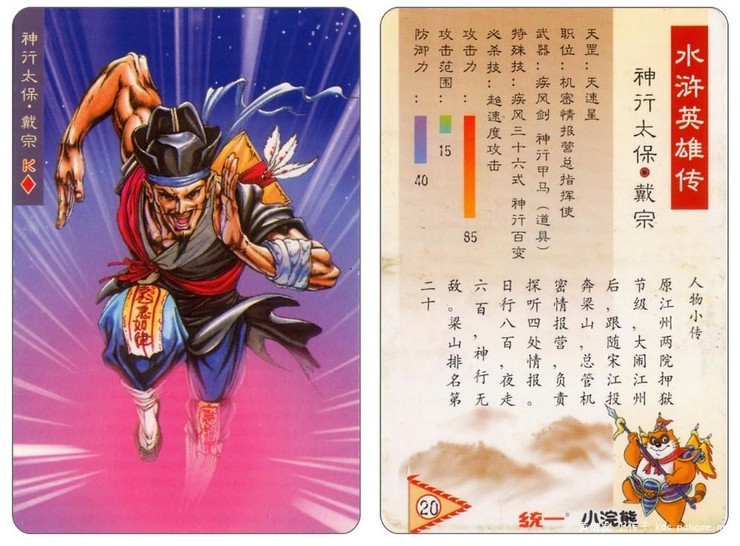 神行太保·戴宗
K
急急如律
水浒英雄传
神行太保·戴宗
天罡：天速星
职位：机密情报营总指挥使
武器：疾风剑 神行甲马（道具）
特殊技：疾风三十六式 神行百变
必杀技：超速度攻击
攻击力：
85
攻击范围：
15
防御力：
40
人物小传
原江州两院押狱
节级，大闹江州
后，跟随宋江投
奔梁山，总管机
密情报营，负责
探听四处情报。
日行八百，夜走
六百，神行无
故。梁山排名第
二十
20
统一
小浣熊
kds.pchome.n